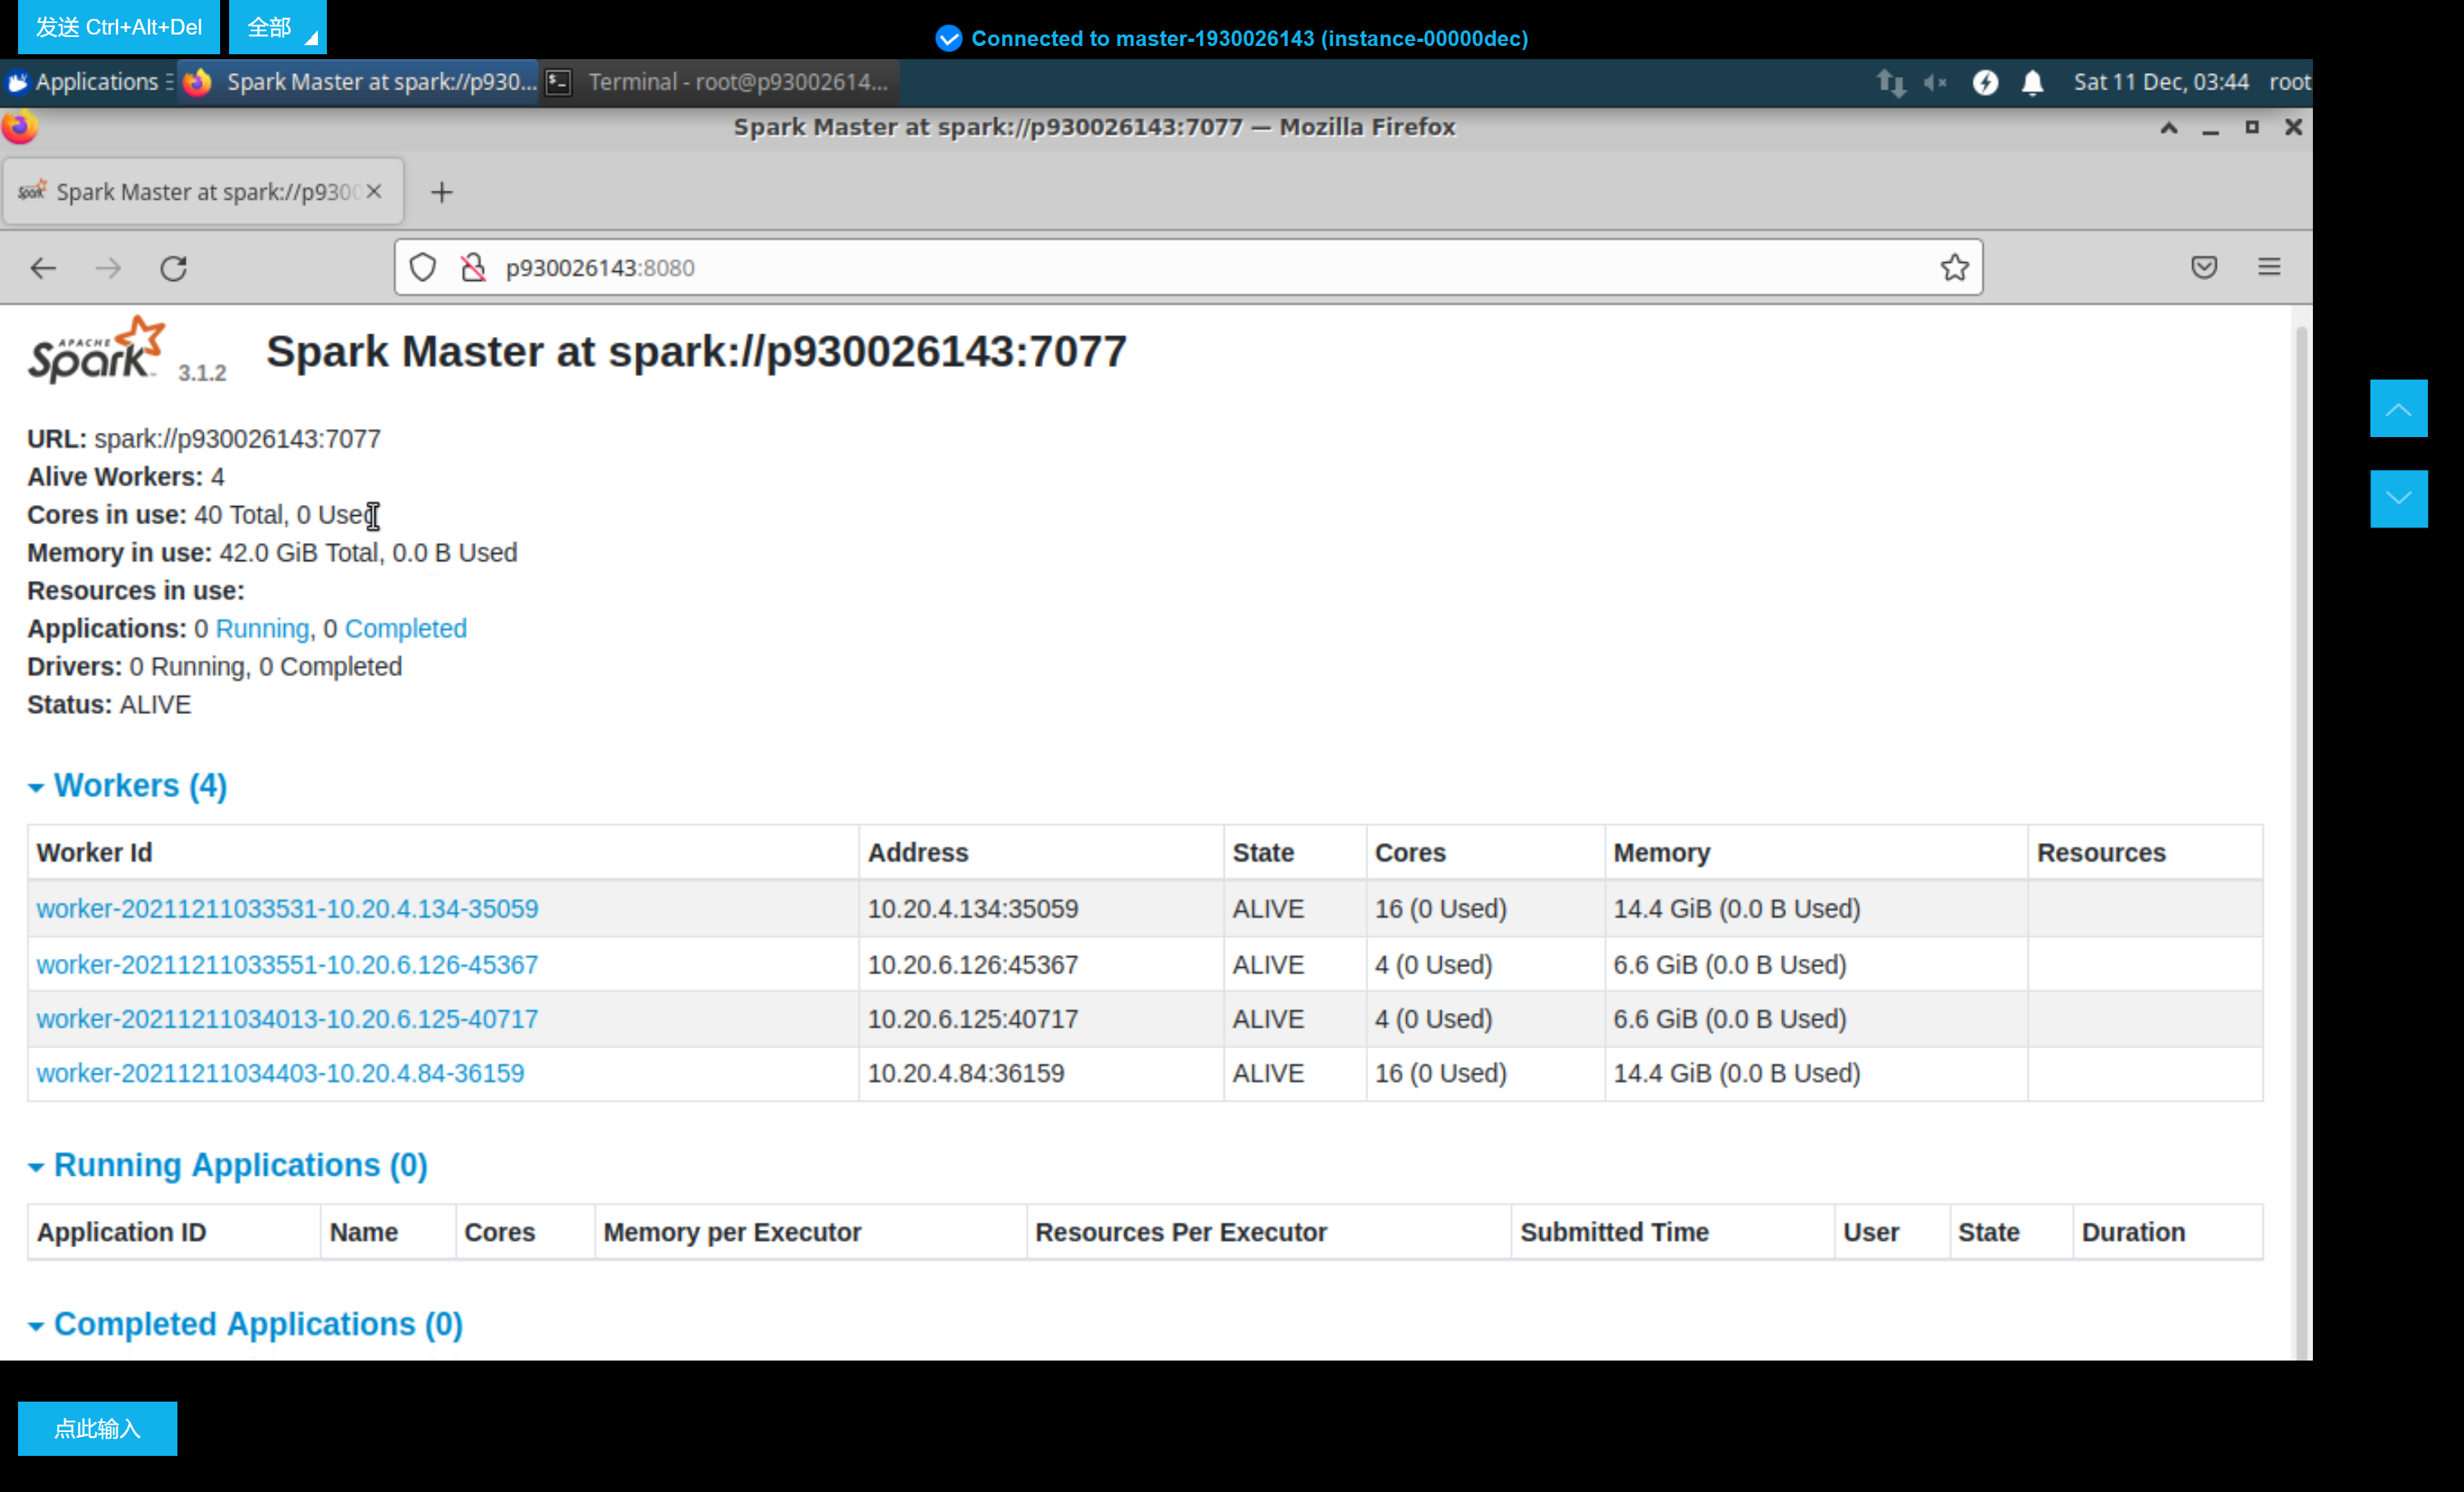 发送 Ctrl+Alt+Del 全部
Connected to master-1930026143 (instance-00000dec)
Applications Spark Master at spark://p930... Terminal - root@p93002614... Sat 11 Dec, 03:44 root
Spark Master at spark://p930026143:7077 — Mozilla Firefox
Spark Master at spark://p9300
p930026143:8080
APACHE Spark 3.1.2 Spark Master at spark://p930026143:7077
URL: spark://p930026143:7077
Alive Workers: 4
Cores in use: 40 Total, 0 Used
Memory in use: 42.0 GiB Total, 0.0 B Used
Resources in use:
Applications: 0 Running, 0 Completed
Drivers: 0 Running, 0 Completed
Status: ALIVE
Workers (4)
Worker Id Address State Cores Memory Resources
worker-20211211033531-10.20.4.134-35059 10.20.4.134:35059 ALIVE 16 (0 Used) 14.4 GiB (0.0 B Used)
worker-20211211033551-10.20.6.126-45367 10.20.6.126:45367 ALIVE 4 (0 Used) 6.6 GiB (0.0 B Used)
worker-20211211034013-10.20.6.125-40717 10.20.6.125:40717 ALIVE 4 (0 Used) 6.6 GiB (0.0 B Used)
worker-20211211034403-10.20.4.84-36159 10.20.4.84:36159 ALIVE 16 (0 Used) 14.4 GiB (0.0 B Used)
Running Applications (0)
Application ID Name Cores Memory per Executor Resources Per Executor Submitted Time User State Duration
Completed Applications (0)
点此输入